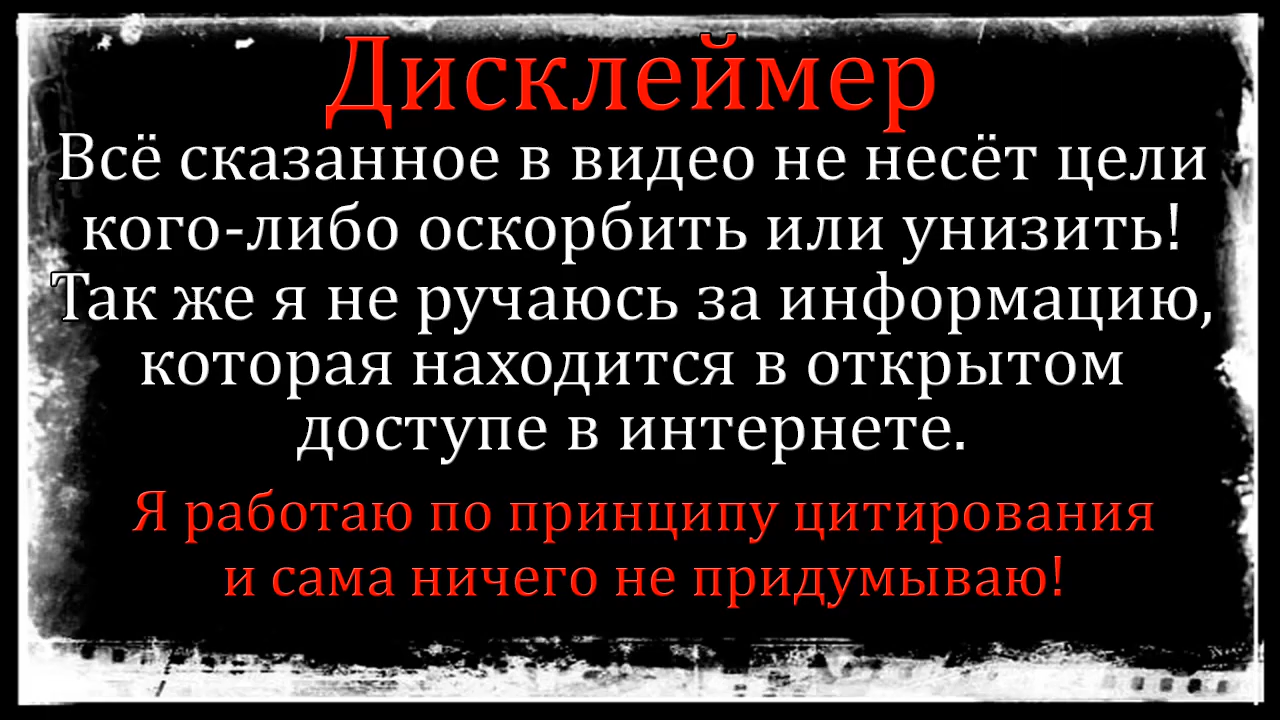 Дисклеймер
Всё сказанное в видео не несёт цели
кого-либо оскорбить или унизить!
Так же я не ручаюсь за информацию,
которая находится в открытом
доступе в интернете.
Я работаю по принципу цитирования
и сама ничего не придумываю!